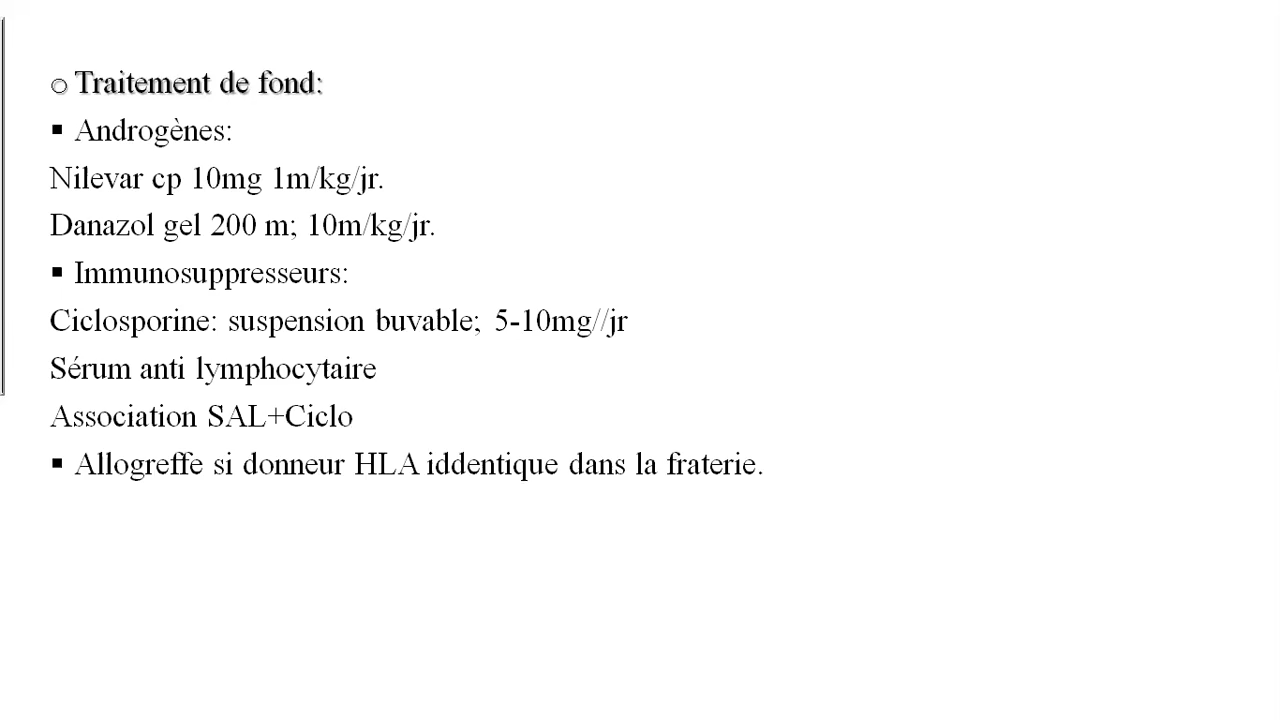 o Traitement de fond:
▪ Androgènes:
Nilevar cp 10mg 1m/kg/jr.
Danazol gel 200 m; 10m/kg/jr.
▪ Immunosuppresseurs:
Ciclosporine: suspension buvable; 5-10mg//jr
Sérum anti lymphocytaire
Association SAL+Ciclo
▪ Allogreffe si donneur HLA iddentique dans la fraterie.